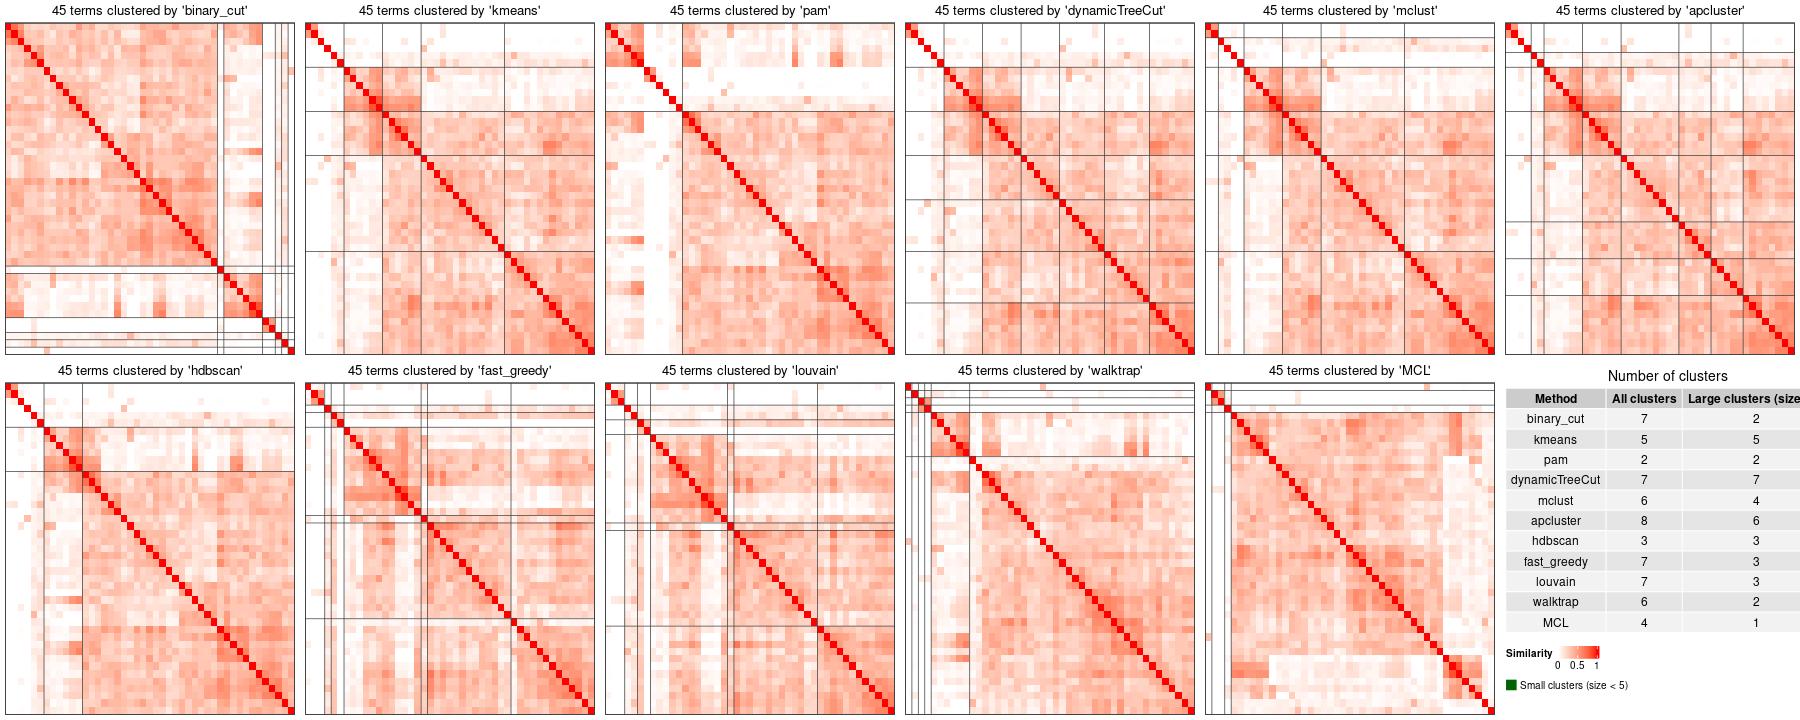 45 terms clustered by 'binary_cut'
45 terms clustered by 'kmeans'
45 terms clustered by 'pam'
45 terms clustered by 'dynamicTreeCut'
45 terms clustered by 'mclust'
45 terms clustered by 'apcluster'
45 terms clustered by 'hdbscan'
45 terms clustered by 'fast_greedy'
45 terms clustered by 'louvain'
45 terms clustered by 'walktrap'
45 terms clustered by 'MCL'
Number of clusters
Method All clusters Large clusters (size
binary_cut 7 2
kmeans 5 5
pam 2 2
dynamicTreeCut 7 7
mclust 6 4
apcluster 8 6
hdbscan 3 3
fast_greedy 7 3
louvain 7 3
walktrap 6 2
MCL 4 1
Similarity
0 0.5 1
Small clusters (size < 5)